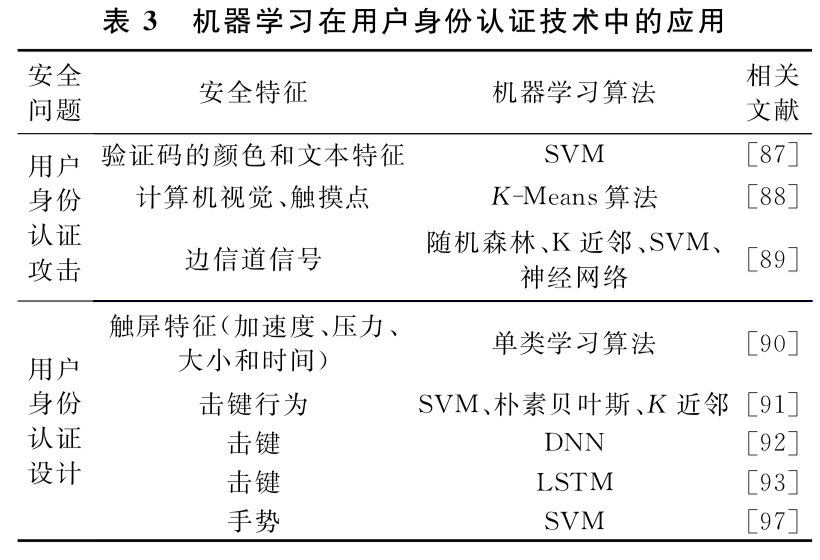 表 3 机器学习在用户身份认证技术中的应用
安全问题 安全特征 机器学习算法 相关文献
用户身份认证攻击
验证码的颜色和文本特征 SVM [87]
计算机视觉、触摸点 K-Means算法 [88]
边信道信号 随机森林、K近邻、SVM、神经网络 [89]
用户身份认证设计
触屏特征(加速度、压力、大小和时间) 单类学习算法 [90]
击键行为 SVM、朴素贝叶斯、K近邻 [91]
击键 DNN [92]
击键 LSTM [93]
手势 SVM [97]